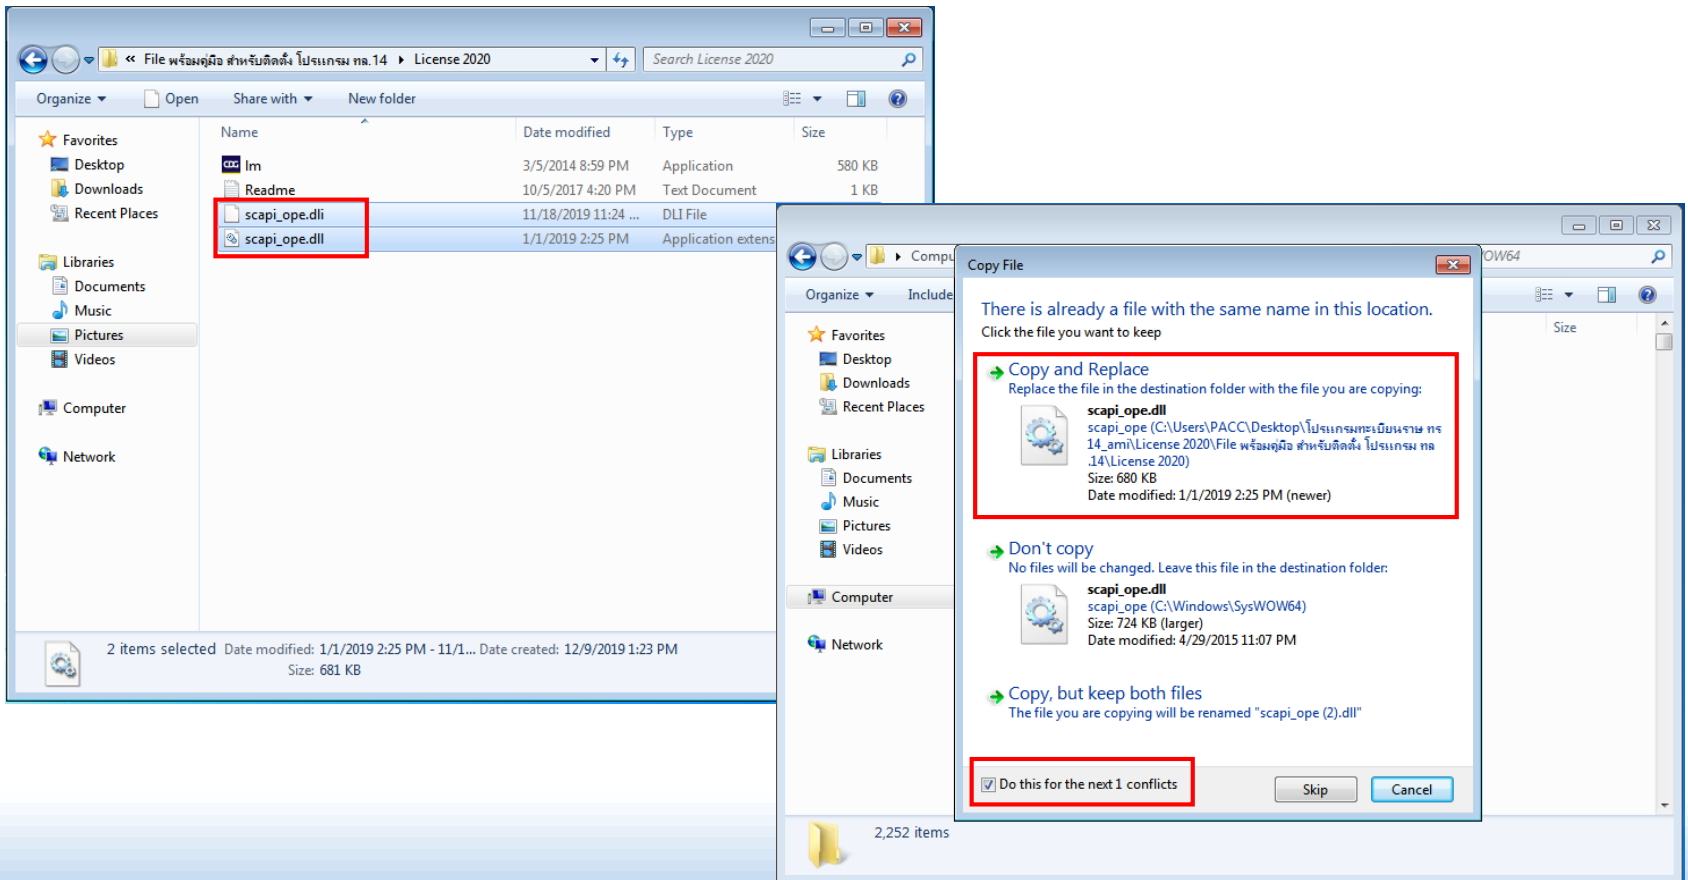 « File พร้อมคู่มือ สำหรับติดตั้ง โปรแกรม ทล.14 ▸ License 2020
Search License 2020
Organize Open Share with New folder
Name Date modified Type Size
Favorites
Desktop
Downloads
Recent Places
Libraries
Documents
Music
Pictures
Videos
Computer
Network
CDG lm 3/5/2014 8:59 PM Application 580 KB
Readme 10/5/2017 4:20 PM Text Document 1 KB
scapi_ope.dli 11/18/2019 11:24 ... DLI File
scapi_ope.dll 1/1/2019 2:25 PM Application extens
2 items selected Date modified: 1/1/2019 2:25 PM - 11/1... Date created: 12/9/2019 1:23 PM
Size: 681 KB
Compu
OW64
Organize Include
Size
Favorites
Desktop
Downloads
Recent Places
Libraries
Documents
Music
Pictures
Videos
Computer
Network
2,252 items
Copy File
There is already a file with the same name in this location.
Click the file you want to keep
Copy and Replace
Replace the file in the destination folder with the file you are copying:
scapi_ope.dll
scapi_ope (C:\Users\PACC\Desktop\โปรแกรมทะเบียนราษ ทร
14_ami\License 2020\File พร้อมคู่มือ สำหรับติดตั้ง โปรแกรม ทล
.14\License 2020)
Size: 680 KB
Date modified: 1/1/2019 2:25 PM (newer)
Don't copy
No files will be changed. Leave this file in the destination folder:
scapi_ope.dll
scapi_ope (C:\Windows\SysWOW64)
Size: 724 KB (larger)
Date modified: 4/29/2015 11:07 PM
Copy, but keep both files
The file you are copying will be renamed "scapi_ope (2).dll"
Do this for the next 1 conflicts
Skip Cancel